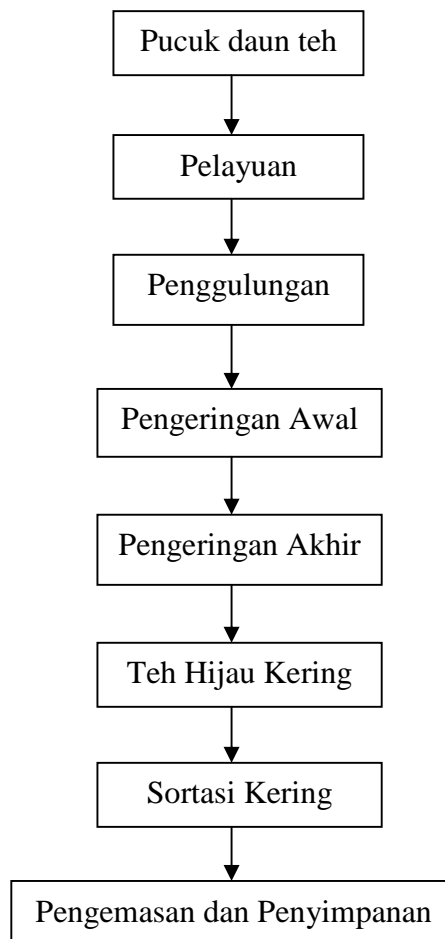 Pucuk daun teh
Pelayuan
Penggulungan
Pengeringan Awal
Pengeringan Akhir
Teh Hijau Kering
Sortasi Kering
Pengemasan dan Penyimpanan